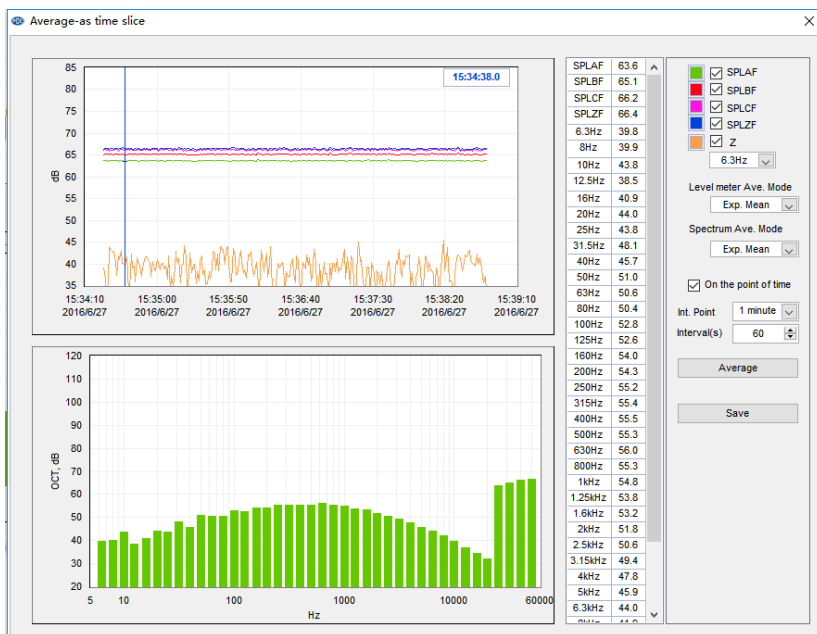 PCE Average-as time slice
85
80
75
70
65
60
55
50
45
40
35
dB
15:34:38.0
15:34:10 15:35:00 15:35:50 15:36:40 15:37:30 15:38:20 15:39:10
2016/6/27 2016/6/27 2016/6/27 2016/6/27 2016/6/27 2016/6/27 2016/6/27
120
110
100
90
80
70
60
50
40
30
20
OCT, dB
5 10 100 1000 10000 60000
Hz
SPLAF 63.6
SPLBF 65.1
SPLCF 66.2
SPLZF 66.4
6.3Hz 39.8
8Hz 39.9
10Hz 43.8
12.5Hz 38.5
16Hz 40.9
20Hz 44.0
25Hz 43.8
31.5Hz 48.1
40Hz 45.7
50Hz 51.0
63Hz 50.6
80Hz 50.4
100Hz 52.8
125Hz 52.6
160Hz 54.0
200Hz 54.3
250Hz 55.2
315Hz 55.4
400Hz 55.5
500Hz 55.3
630Hz 56.0
800Hz 55.3
1kHz 54.8
1.25kHz 53.8
1.6kHz 53.2
2kHz 51.8
2.5kHz 50.6
3.15kHz 49.4
4kHz 47.8
5kHz 45.9
6.3kHz 44.0
SPLAF
SPLBF
SPLCF
SPLZF
Z
6.3Hz
Level meter Ave. Mode
Exp. Mean
Spectrum Ave. Mode
Exp. Mean
On the point of time
Int. Point 1 minute
Interval(s) 60
Average
Save